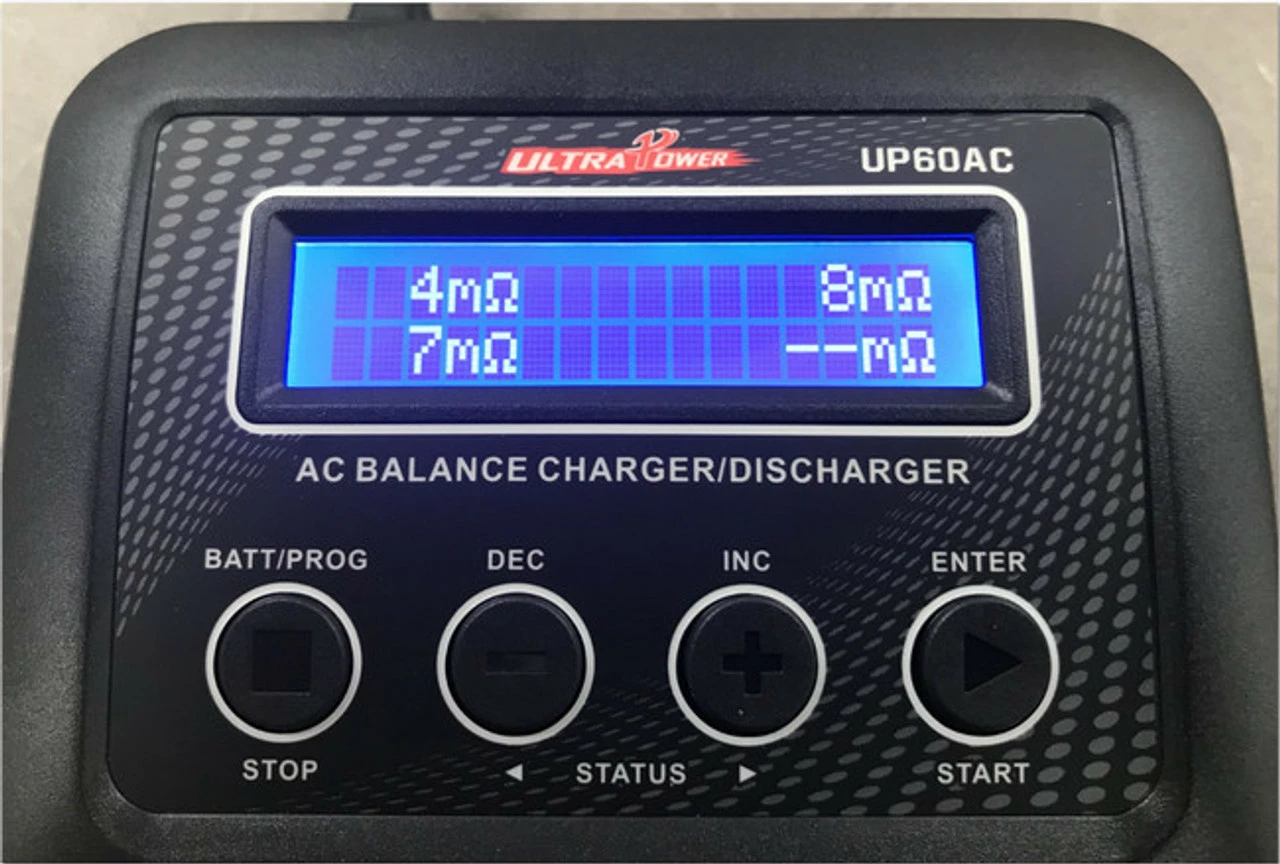 ULTRA POWER
UP60AC
4mΩ 8mΩ
7mΩ --mΩ
AC BALANCE CHARGER/DISCHARGER
BATT/PROG DEC INC ENTER
STOP ◄ STATUS ► START